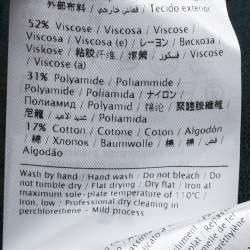 外部布料 / قماش خارجي / Tecido exterior
52% Viscose / Viscosa / Viscose /
Viscosa / Viscosa (e) / レーヨン / Вискоза /
Viskose / 粘胶纤维 / 嫘縈 / فسكوز /
Viscose / Viscose (a)
31% Polyamide / Poliammide /
Polyamide / Poliamida / ナイロン /
Полиамид / Polyamid / 锦纶 / 聚醯胺纖維 /
尼龍 / Poliamida
17% Cotton / Cotone / Coton / Algodón
/ 綿 / Хлопок / Baumwolle / 棉 / 棉 /
Algodão
Wash by hand / Hand wash / Do not bleach / Do
not tumble dry / Flat drying / Dry flat / Iron at
maximum sole-plate temperature of 110°C /
Iron, low / Professional dry cleaning in
perchlorethene - Mild process